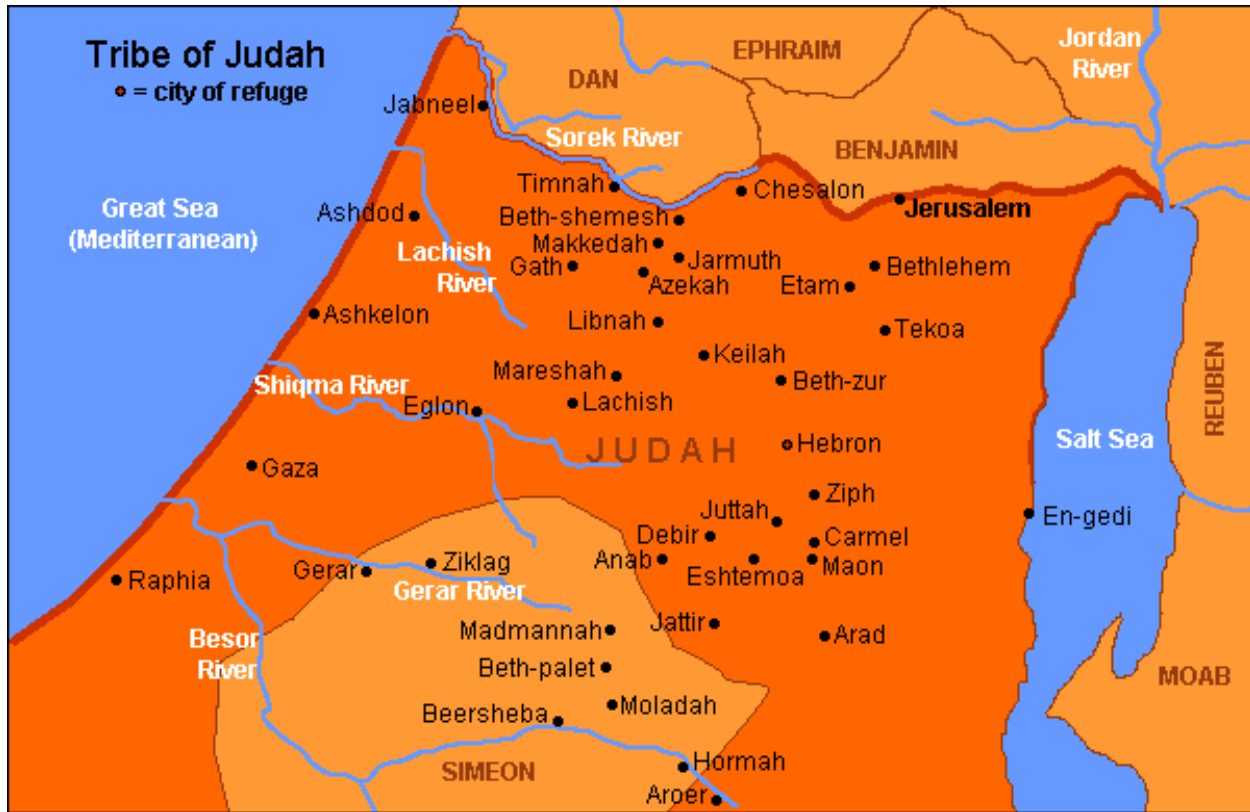 Tribe of Judah
= city of refuge
EPHRAIM
Jordan
River
DAN
Jabneel
Sorek River
BENJAMIN
Timnah
Chesalon
Great Sea
(Mediterranean)
Ashdod
Beth-shemesh
Jerusalem
Makkedah
Lachish
River
Gath
Jarmuth
Azekah
Bethlehem
Etam
Ashkelon
Libnah
Tekoa
Keilah
Shiqma River
Mareshah
Beth-zur
Eglon
Lachish
REUBEN
JUDAH
Hebron
Salt Sea
Gaza
Ziph
Juttah
En-gedi
Debir
Carmel
Gerar
Ziklag
Anab
Eshtemoa
Maon
Raphia
Gerar River
Besor
River
Madmannah
Jattir
Arad
Beth-palet
MOAB
Beersheba
Moladah
SIMEON
Hormah
Aroer